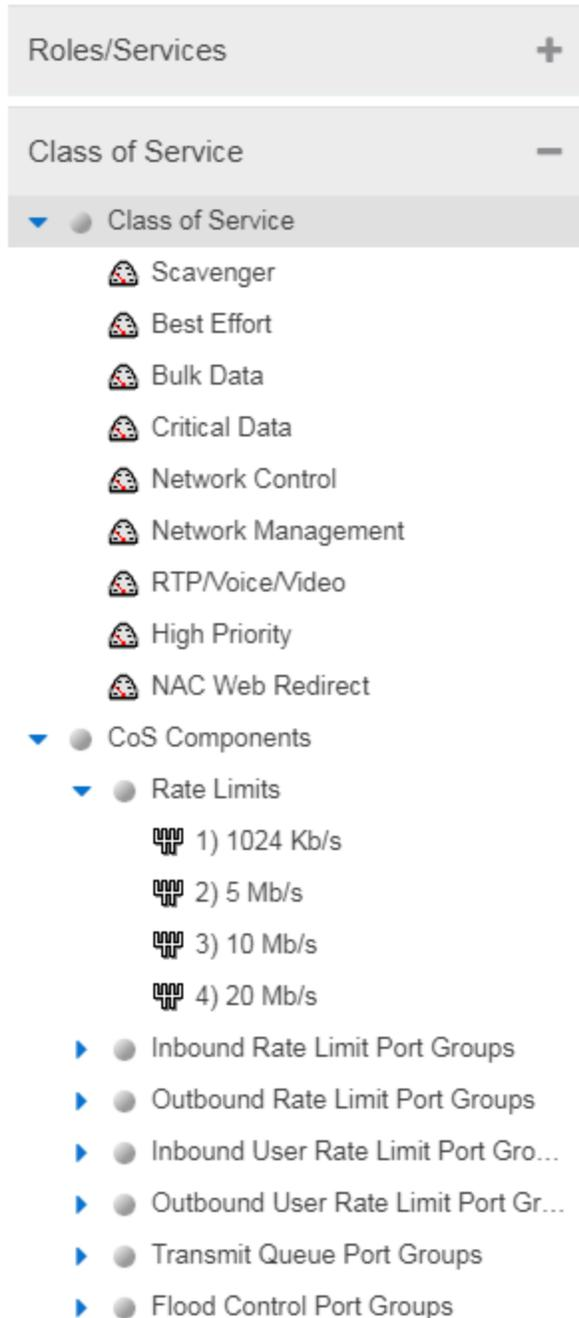 Roles/Services
Class of Service
Class of Service
Scavenger
Best Effort
Bulk Data
Critical Data
Network Control
Network Management
RTP/Voice/Video
High Priority
NAC Web Redirect
CoS Components
Rate Limits
1) 1024 Kb/s
2) 5 Mb/s
3) 10 Mb/s
4) 20 Mb/s
Inbound Rate Limit Port Groups
Outbound Rate Limit Port Groups
Inbound User Rate Limit Port Gro...
Outbound User Rate Limit Port Gr...
Transmit Queue Port Groups
Flood Control Port Groups